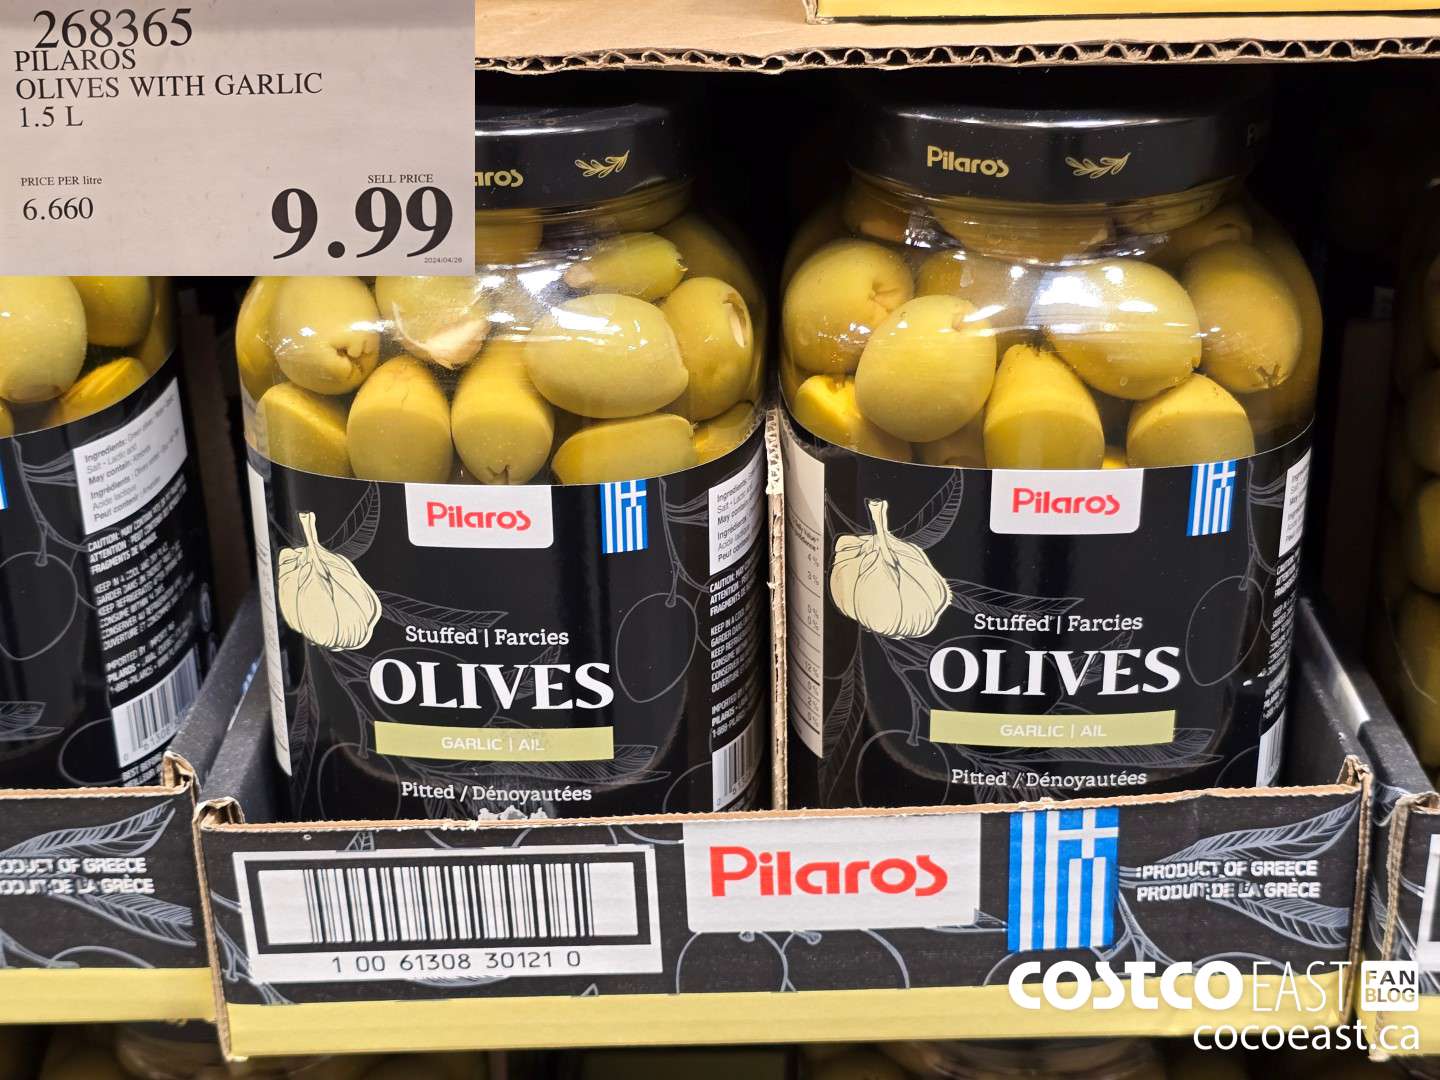 268365
PILAROS
OLIVES WITH GARLIC
1.5 L
PRICE PER litre
6.660
SELL PRICE
9.99
2024/04/26
Pilaros
Pilaros
Stuffed | Farcies
OLIVES
GARLIC | AIL
Pitted / Dénoyautées
Pilaros
Stuffed | Farcies
OLIVES
GARLIC | AIL
Pitted / Dénoyautées
PRODUCT OF GREECE
PRODUIT DE LA GRÈCE
1 00 61308 30121 0
Pilaros
PRODUCT OF GREECE
PRODUIT DE LA GRÈCE
COSTCO EAST FAN BLOG
cocoeast.ca